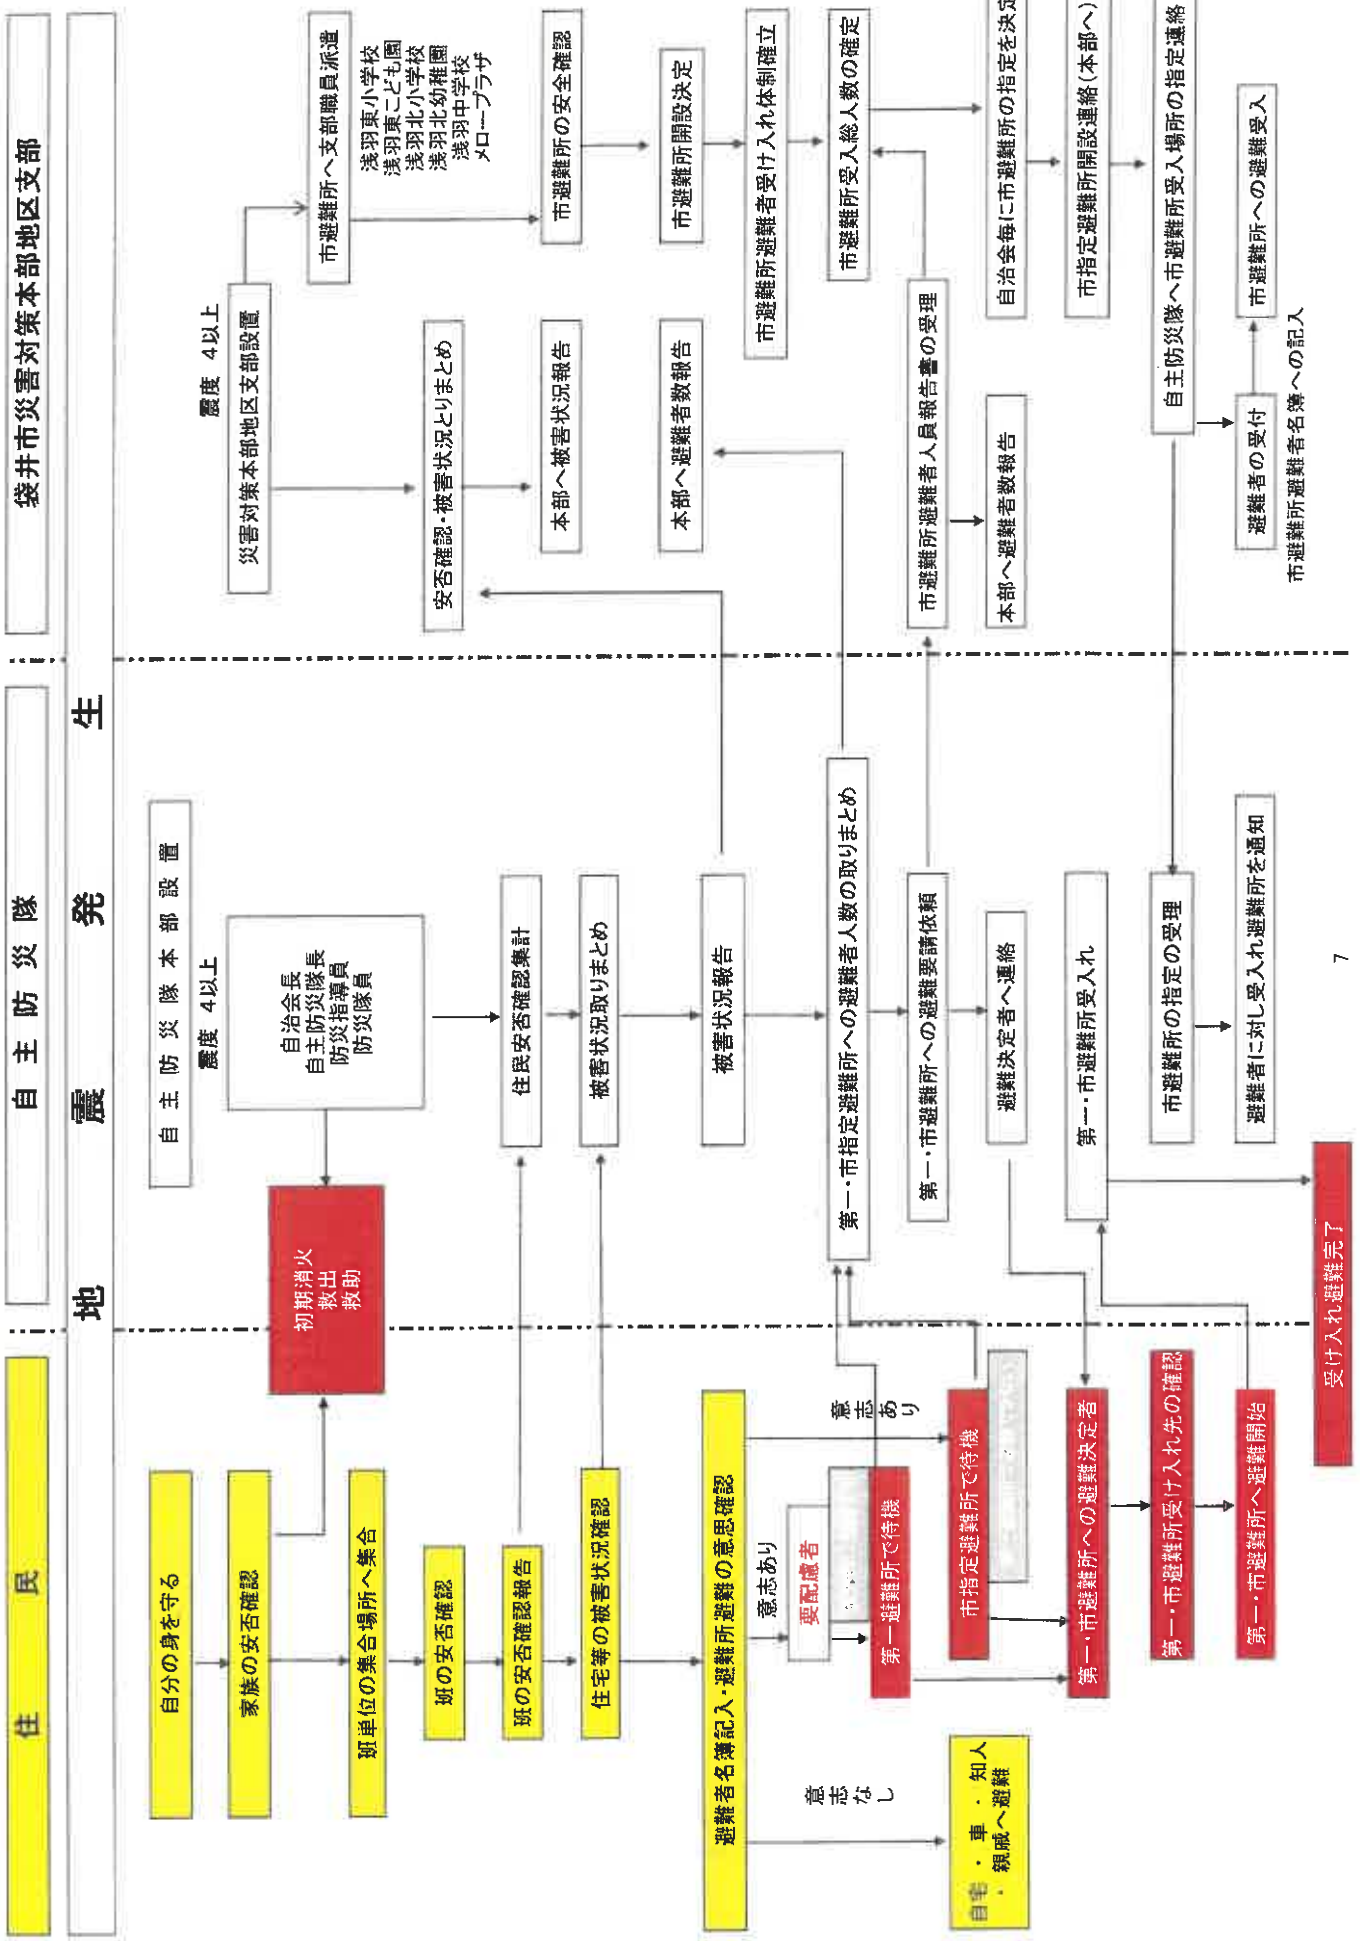 住　　民
自 主 防 災 隊
袋井市災害対策本部地区支部
地　震　発　生
自分の身を守る
家族の安否確認
班単位の集合場所へ集合
班の安否確認
班の安否確認報告
住宅等の被害状況確認
避難者名簿記入・避難所避難の意思確認
意志なし
自宅・車・知人
・親戚へ避難
意志あり
要配慮者
第一避難所で待機
意志あり
市指定避難所で待機
第一・市避難所への避難決定者
第一・市避難所受け入れ先の確認
第一・市避難所へ避難開始
受け入れ避難完了
初期消火
救出
救助
自 主 防 災 隊 本 部 設 置
震度 4以上
自治会長
自主防災隊長
防災指導員
防災隊員
住民安否確認集計
被害状況取りまとめ
被害状況報告
第一・市指定避難所への避難者人数の取りまとめ
第一・市避難所への避難要請依頼
避難決定者へ連絡
第一・市避難所受入れ
市避難所の指定の受理
避難者に対し受入れ避難所を通知
震度 4以上
災害対策本部地区支部設置
市避難所へ支部職員派遣
浅羽東小学校
浅羽東こども園
浅羽北小学校
浅羽北幼稚園
浅羽中学校
メロープラザ
安否確認・被害状況とりまとめ
本部へ被害状況報告
本部へ避難者数報告
市避難所の安全確認
市避難所開設決定
市避難所避難者受け入れ体制確立
市避難所受入総人数の確定
市避難所避難者人員報告書の受理
本部へ避難者数報告
自治会毎に市避難所の指定を決定
市指定避難所開設連絡(本部へ)
自主防災隊へ市避難所受入場所の指定連絡
避難者の受付
市避難所への避難受入
市避難所避難者名簿への記入
7